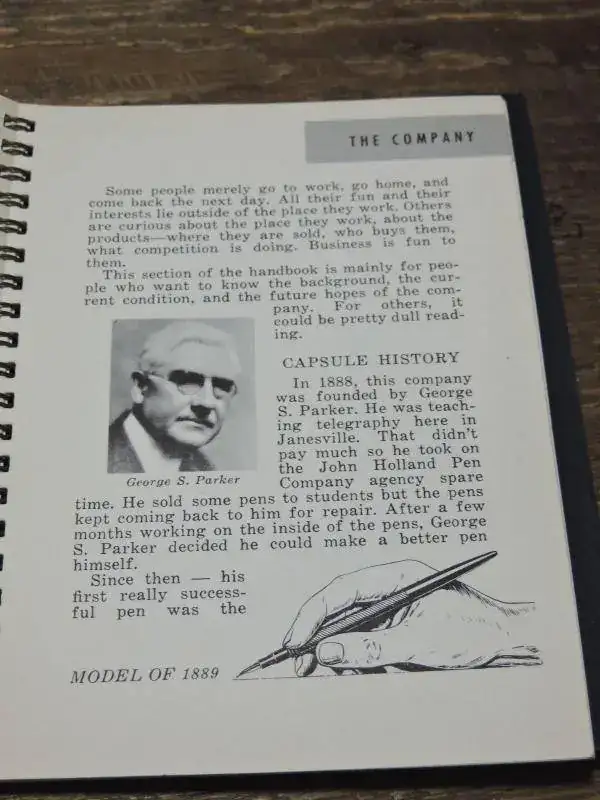 THE COMPANY
Some people merely go to work, go home, and
come back the next day. All their fun and their
interests lie outside of the place they work. Others
are curious about the place they work, about the
products—where they are sold, who buys them,
what competition is doing. Business is fun to
them.
This section of the handbook is mainly for peo-
ple who want to know the background, the cur-
rent condition, and the future hopes of the com-
pany. For others, it
could be pretty dull read-
ing.
CAPSULE HISTORY
In 1888, this company
was founded by George
S. Parker. He was teach-
ing telegraphy here in
Janesville. That didn't
pay much so he took on
the John Holland Pen
Company agency spare
George S. Parker
time. He sold some pens to students but the pens
kept coming back to him for repair. After a few
months working on the inside of the pens, George
S. Parker decided he could make a better pen
himself.
Since then — his
first really success-
ful pen was the
MODEL OF 1889